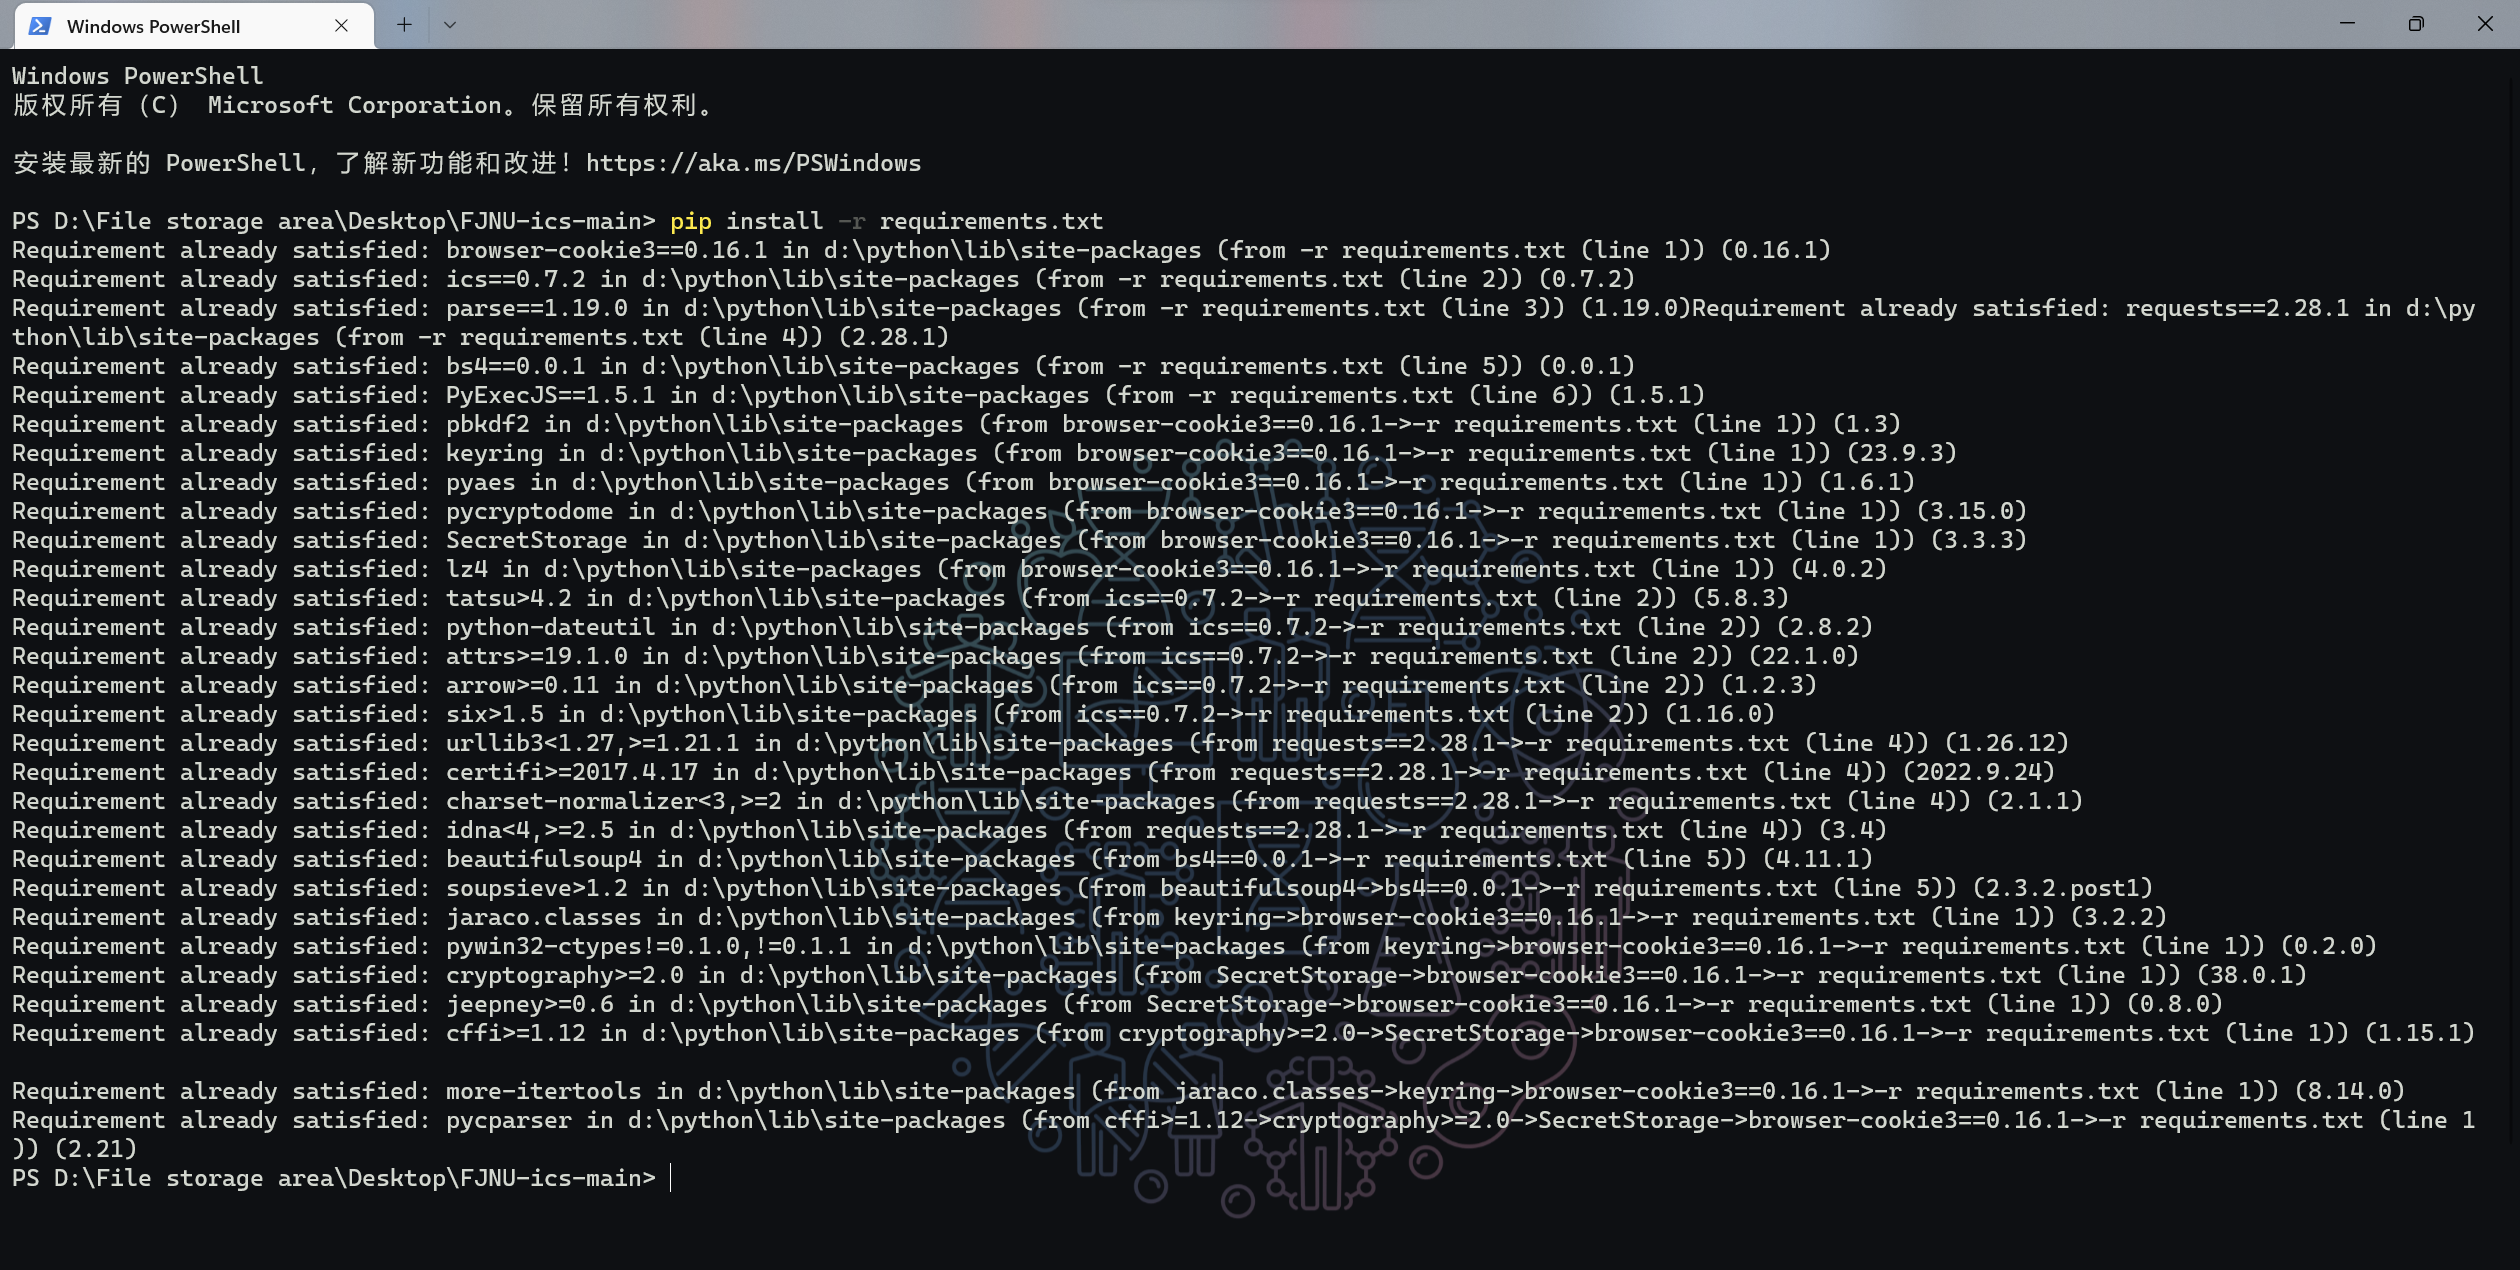 Windows PowerShell
Windows PowerShell
版权所有 (C) Microsoft Corporation。保留所有权利。
安装最新的 PowerShell，了解新功能和改进！https://aka.ms/PSWindows
PS D:\File storage area\Desktop\FJNU-ics-main> pip install -r requirements.txt
Requirement already satisfied: browser-cookie3==0.16.1 in d:\python\lib\site-packages (from -r requirements.txt (line 1)) (0.16.1)
Requirement already satisfied: ics==0.7.2 in d:\python\lib\site-packages (from -r requirements.txt (line 2)) (0.7.2)
Requirement already satisfied: parse==1.19.0 in d:\python\lib\site-packages (from -r requirements.txt (line 3)) (1.19.0)Requirement already satisfied: requests==2.28.1 in d:\py
thon\lib\site-packages (from -r requirements.txt (line 4)) (2.28.1)
Requirement already satisfied: bs4==0.0.1 in d:\python\lib\site-packages (from -r requirements.txt (line 5)) (0.0.1)
Requirement already satisfied: PyExecJS==1.5.1 in d:\python\lib\site-packages (from -r requirements.txt (line 6)) (1.5.1)
Requirement already satisfied: pbkdf2 in d:\python\lib\site-packages (from browser-cookie3==0.16.1->-r requirements.txt (line 1)) (1.3)
Requirement already satisfied: keyring in d:\python\lib\site-packages (from browser-cookie3==0.16.1->-r requirements.txt (line 1)) (23.9.3)
Requirement already satisfied: pyaes in d:\python\lib\site-packages (from browser-cookie3==0.16.1->-r requirements.txt (line 1)) (1.6.1)
Requirement already satisfied: pycryptodome in d:\python\lib\site-packages (from browser-cookie3==0.16.1->-r requirements.txt (line 1)) (3.15.0)
Requirement already satisfied: SecretStorage in d:\python\lib\site-packages (from browser-cookie3==0.16.1->-r requirements.txt (line 1)) (3.3.3)
Requirement already satisfied: lz4 in d:\python\lib\site-packages (from browser-cookie3==0.16.1->-r requirements.txt (line 1)) (4.0.2)
Requirement already satisfied: tatsu>4.2 in d:\python\lib\site-packages (from ics==0.7.2->-r requirements.txt (line 2)) (5.8.3)
Requirement already satisfied: python-dateutil in d:\python\lib\site-packages (from ics==0.7.2->-r requirements.txt (line 2)) (2.8.2)
Requirement already satisfied: attrs>=19.1.0 in d:\python\lib\site-packages (from ics==0.7.2->-r requirements.txt (line 2)) (22.1.0)
Requirement already satisfied: arrow>=0.11 in d:\python\lib\site-packages (from ics==0.7.2->-r requirements.txt (line 2)) (1.2.3)
Requirement already satisfied: six>1.5 in d:\python\lib\site-packages (from ics==0.7.2->-r requirements.txt (line 2)) (1.16.0)
Requirement already satisfied: urllib3<1.27,>=1.21.1 in d:\python\lib\site-packages (from requests==2.28.1->-r requirements.txt (line 4)) (1.26.12)
Requirement already satisfied: certifi>=2017.4.17 in d:\python\lib\site-packages (from requests==2.28.1->-r requirements.txt (line 4)) (2022.9.24)
Requirement already satisfied: charset-normalizer<3,>=2 in d:\python\lib\site-packages (from requests==2.28.1->-r requirements.txt (line 4)) (2.1.1)
Requirement already satisfied: idna<4,>=2.5 in d:\python\lib\site-packages (from requests==2.28.1->-r requirements.txt (line 4)) (3.4)
Requirement already satisfied: beautifulsoup4 in d:\python\lib\site-packages (from bs4==0.0.1->-r requirements.txt (line 5)) (4.11.1)
Requirement already satisfied: soupsieve>1.2 in d:\python\lib\site-packages (from beautifulsoup4->bs4==0.0.1->-r requirements.txt (line 5)) (2.3.2.post1)
Requirement already satisfied: jaraco.classes in d:\python\lib\site-packages (from keyring->browser-cookie3==0.16.1->-r requirements.txt (line 1)) (3.2.2)
Requirement already satisfied: pywin32-ctypes!=0.1.0,!=0.1.1 in d:\python\lib\site-packages (from keyring->browser-cookie3==0.16.1->-r requirements.txt (line 1)) (0.2.0)
Requirement already satisfied: cryptography>=2.0 in d:\python\lib\site-packages (from SecretStorage->browser-cookie3==0.16.1->-r requirements.txt (line 1)) (38.0.1)
Requirement already satisfied: jeepney>=0.6 in d:\python\lib\site-packages (from SecretStorage->browser-cookie3==0.16.1->-r requirements.txt (line 1)) (0.8.0)
Requirement already satisfied: cffi>=1.12 in d:\python\lib\site-packages (from cryptography>=2.0->SecretStorage->browser-cookie3==0.16.1->-r requirements.txt (line 1)) (1.15.1)
Requirement already satisfied: more-itertools in d:\python\lib\site-packages (from jaraco.classes->keyring->browser-cookie3==0.16.1->-r requirements.txt (line 1)) (8.14.0)
Requirement already satisfied: pycparser in d:\python\lib\site-packages (from cffi>=1.12->cryptography>=2.0->SecretStorage->browser-cookie3==0.16.1->-r requirements.txt (line 1
)) (2.21)
PS D:\File storage area\Desktop\FJNU-ics-main>